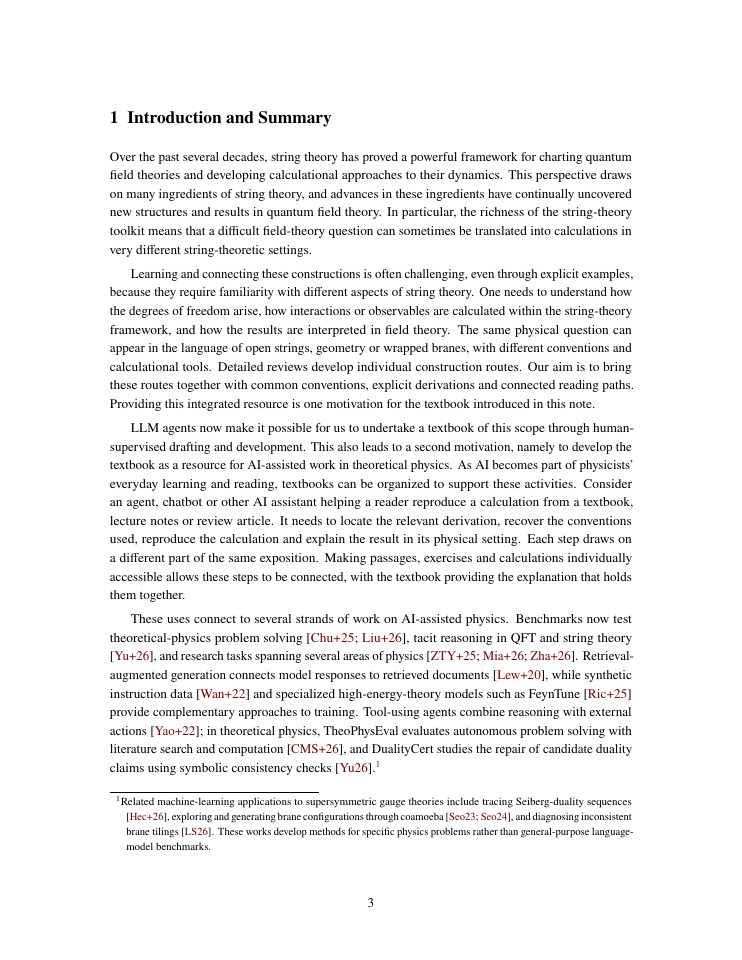 1 Introduction and Summary
Over the past several decades, string theory has proved a powerful framework for charting quantum
field theories and developing calculational approaches to their dynamics. This perspective draws
on many ingredients of string theory, and advances in these ingredients have continually uncovered
new structures and results in quantum field theory. In particular, the richness of the string-theory
toolkit means that a difficult field-theory question can sometimes be translated into calculations in
very different string-theoretic settings.
Learning and connecting these constructions is often challenging, even through explicit examples,
because they require familiarity with different aspects of string theory. One needs to understand how
the degrees of freedom arise, how interactions or observables are calculated within the string-theory
framework, and how the results are interpreted in field theory. The same physical question can
appear in the language of open strings, geometry or wrapped branes, with different conventions and
calculational tools. Detailed reviews develop individual construction routes. Our aim is to bring
these routes together with common conventions, explicit derivations and connected reading paths.
Providing this integrated resource is one motivation for the textbook introduced in this note.
LLM agents now make it possible for us to undertake a textbook of this scope through human-
supervised drafting and development. This also leads to a second motivation, namely to develop the
textbook as a resource for AI-assisted work in theoretical physics. As AI becomes part of physicists'
everyday learning and reading, textbooks can be organized to support these activities. Consider
an agent, chatbot or other AI assistant helping a reader reproduce a calculation from a textbook,
lecture notes or review article. It needs to locate the relevant derivation, recover the conventions
used, reproduce the calculation and explain the result in its physical setting. Each step draws on
a different part of the same exposition. Making passages, exercises and calculations individually
accessible allows these steps to be connected, with the textbook providing the explanation that holds
them together.
These uses connect to several strands of work on AI-assisted physics. Benchmarks now test
theoretical-physics problem solving [Chu+25; Liu+26], tacit reasoning in QFT and string theory
[Yu+26], and research tasks spanning several areas of physics [ZTY+25; Mia+26; Zha+26]. Retrieval-
augmented generation connects model responses to retrieved documents [Lew+20], while synthetic
instruction data [Wan+22] and specialized high-energy-theory models such as FeynTune [Ric+25]
provide complementary approaches to training. Tool-using agents combine reasoning with external
actions [Yao+22]; in theoretical physics, TheoPhysEval evaluates autonomous problem solving with
literature search and computation [CMS+26], and DualityCert studies the repair of candidate duality
claims using symbolic consistency checks [Yu26].1
1Related machine-learning applications to supersymmetric gauge theories include tracing Seiberg-duality sequences
[Hec+26], exploring and generating brane configurations through coamoeba [Seo23; Seo24], and diagnosing inconsistent
brane tilings [LS26]. These works develop methods for specific physics problems rather than general-purpose language-
model benchmarks.
3